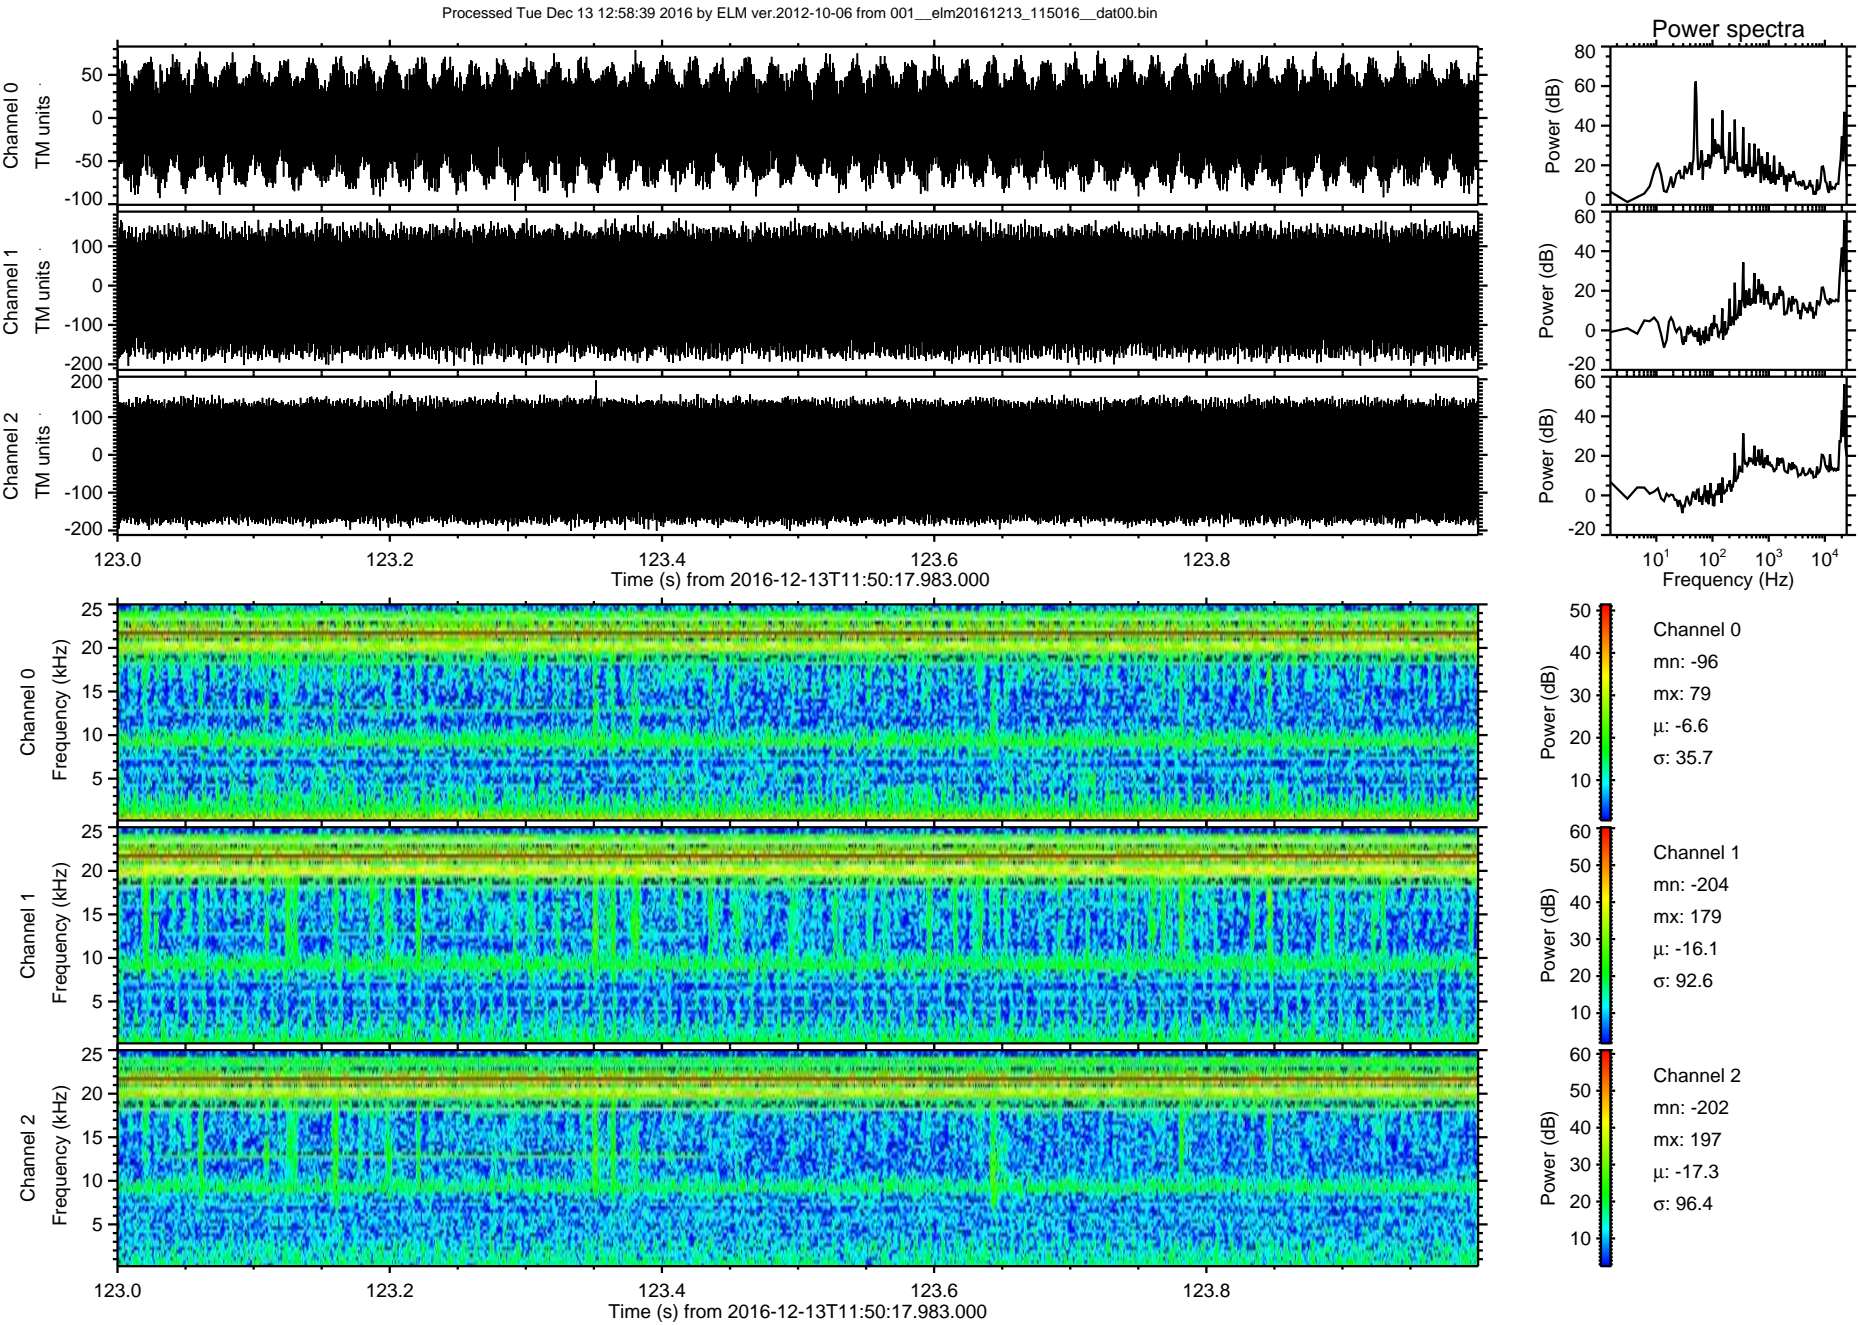 Processed Tue Dec 13 12:58:39 2016 by ELM ver.2012-10-06 from 001__elm20161213_115016__dat00.bin
Power spectra
Channel 0
TM units
50
0
-50
-100
Power (dB)
80
60
40
20
0
Channel 1
TM units
100
0
-100
-200
Power (dB)
60
40
20
0
-20
Channel 2
TM units
200
100
0
-100
-200
Power (dB)
60
40
20
0
-20
123.0 123.2 123.4 123.6 123.8
Time (s) from 2016-12-13T11:50:17.983.000
10^1 10^2 10^3 10^4
Frequency (Hz)
Channel 0
Frequency (kHz)
25
20
15
10
5
Power (dB)
50
40
30
20
10
Channel 0
mn: -96
mx: 79
μ: -6.6
σ: 35.7
Channel 1
Frequency (kHz)
25
20
15
10
5
Power (dB)
60
50
40
30
20
10
Channel 1
mn: -204
mx: 179
μ: -16.1
σ: 92.6
Channel 2
Frequency (kHz)
25
20
15
10
5
Power (dB)
60
50
40
30
20
10
Channel 2
mn: -202
mx: 197
μ: -17.3
σ: 96.4
123.0 123.2 123.4 123.6 123.8
Time (s) from 2016-12-13T11:50:17.983.000